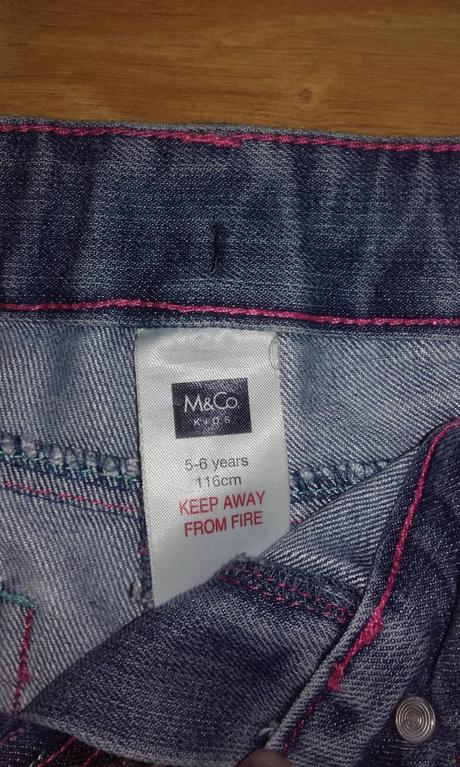 M&Co.
KIDS
5-6 years
116cm
KEEP AWAY
FROM FIRE